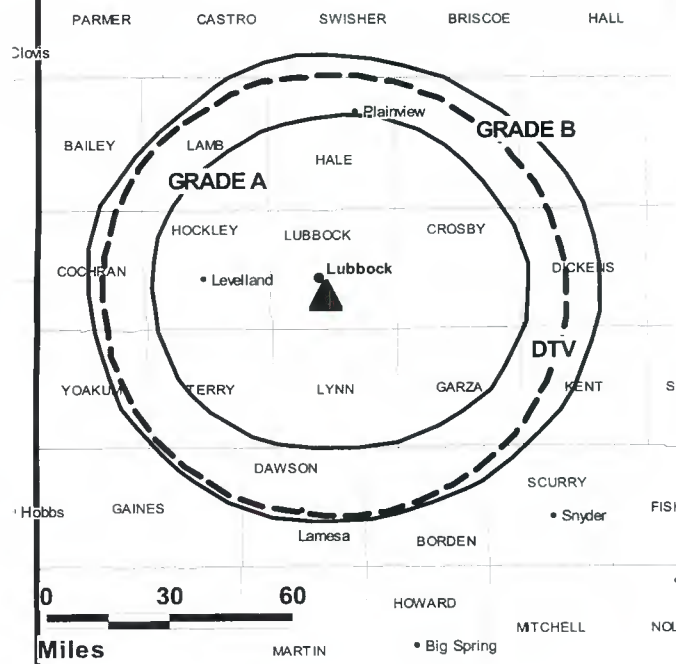 PARMER CASTRO SWISHER BRISCOE HALL
Clovis
Plainview
GRADE B
BAILEY LAMB
HALE
GRADE A
HOCKLEY LUBBOCK CROSBY
COCHRAN Levelland Lubbock DICKENS
DTV
YOAKUM TERRY LYNN GARZA KENT S
DAWSON
SCURRY
Hobbs GAINES Snyder FISH
Lamesa BORDEN
0 30 60
HOWARD
MITCHELL NOL
Miles MARTIN Big Spring